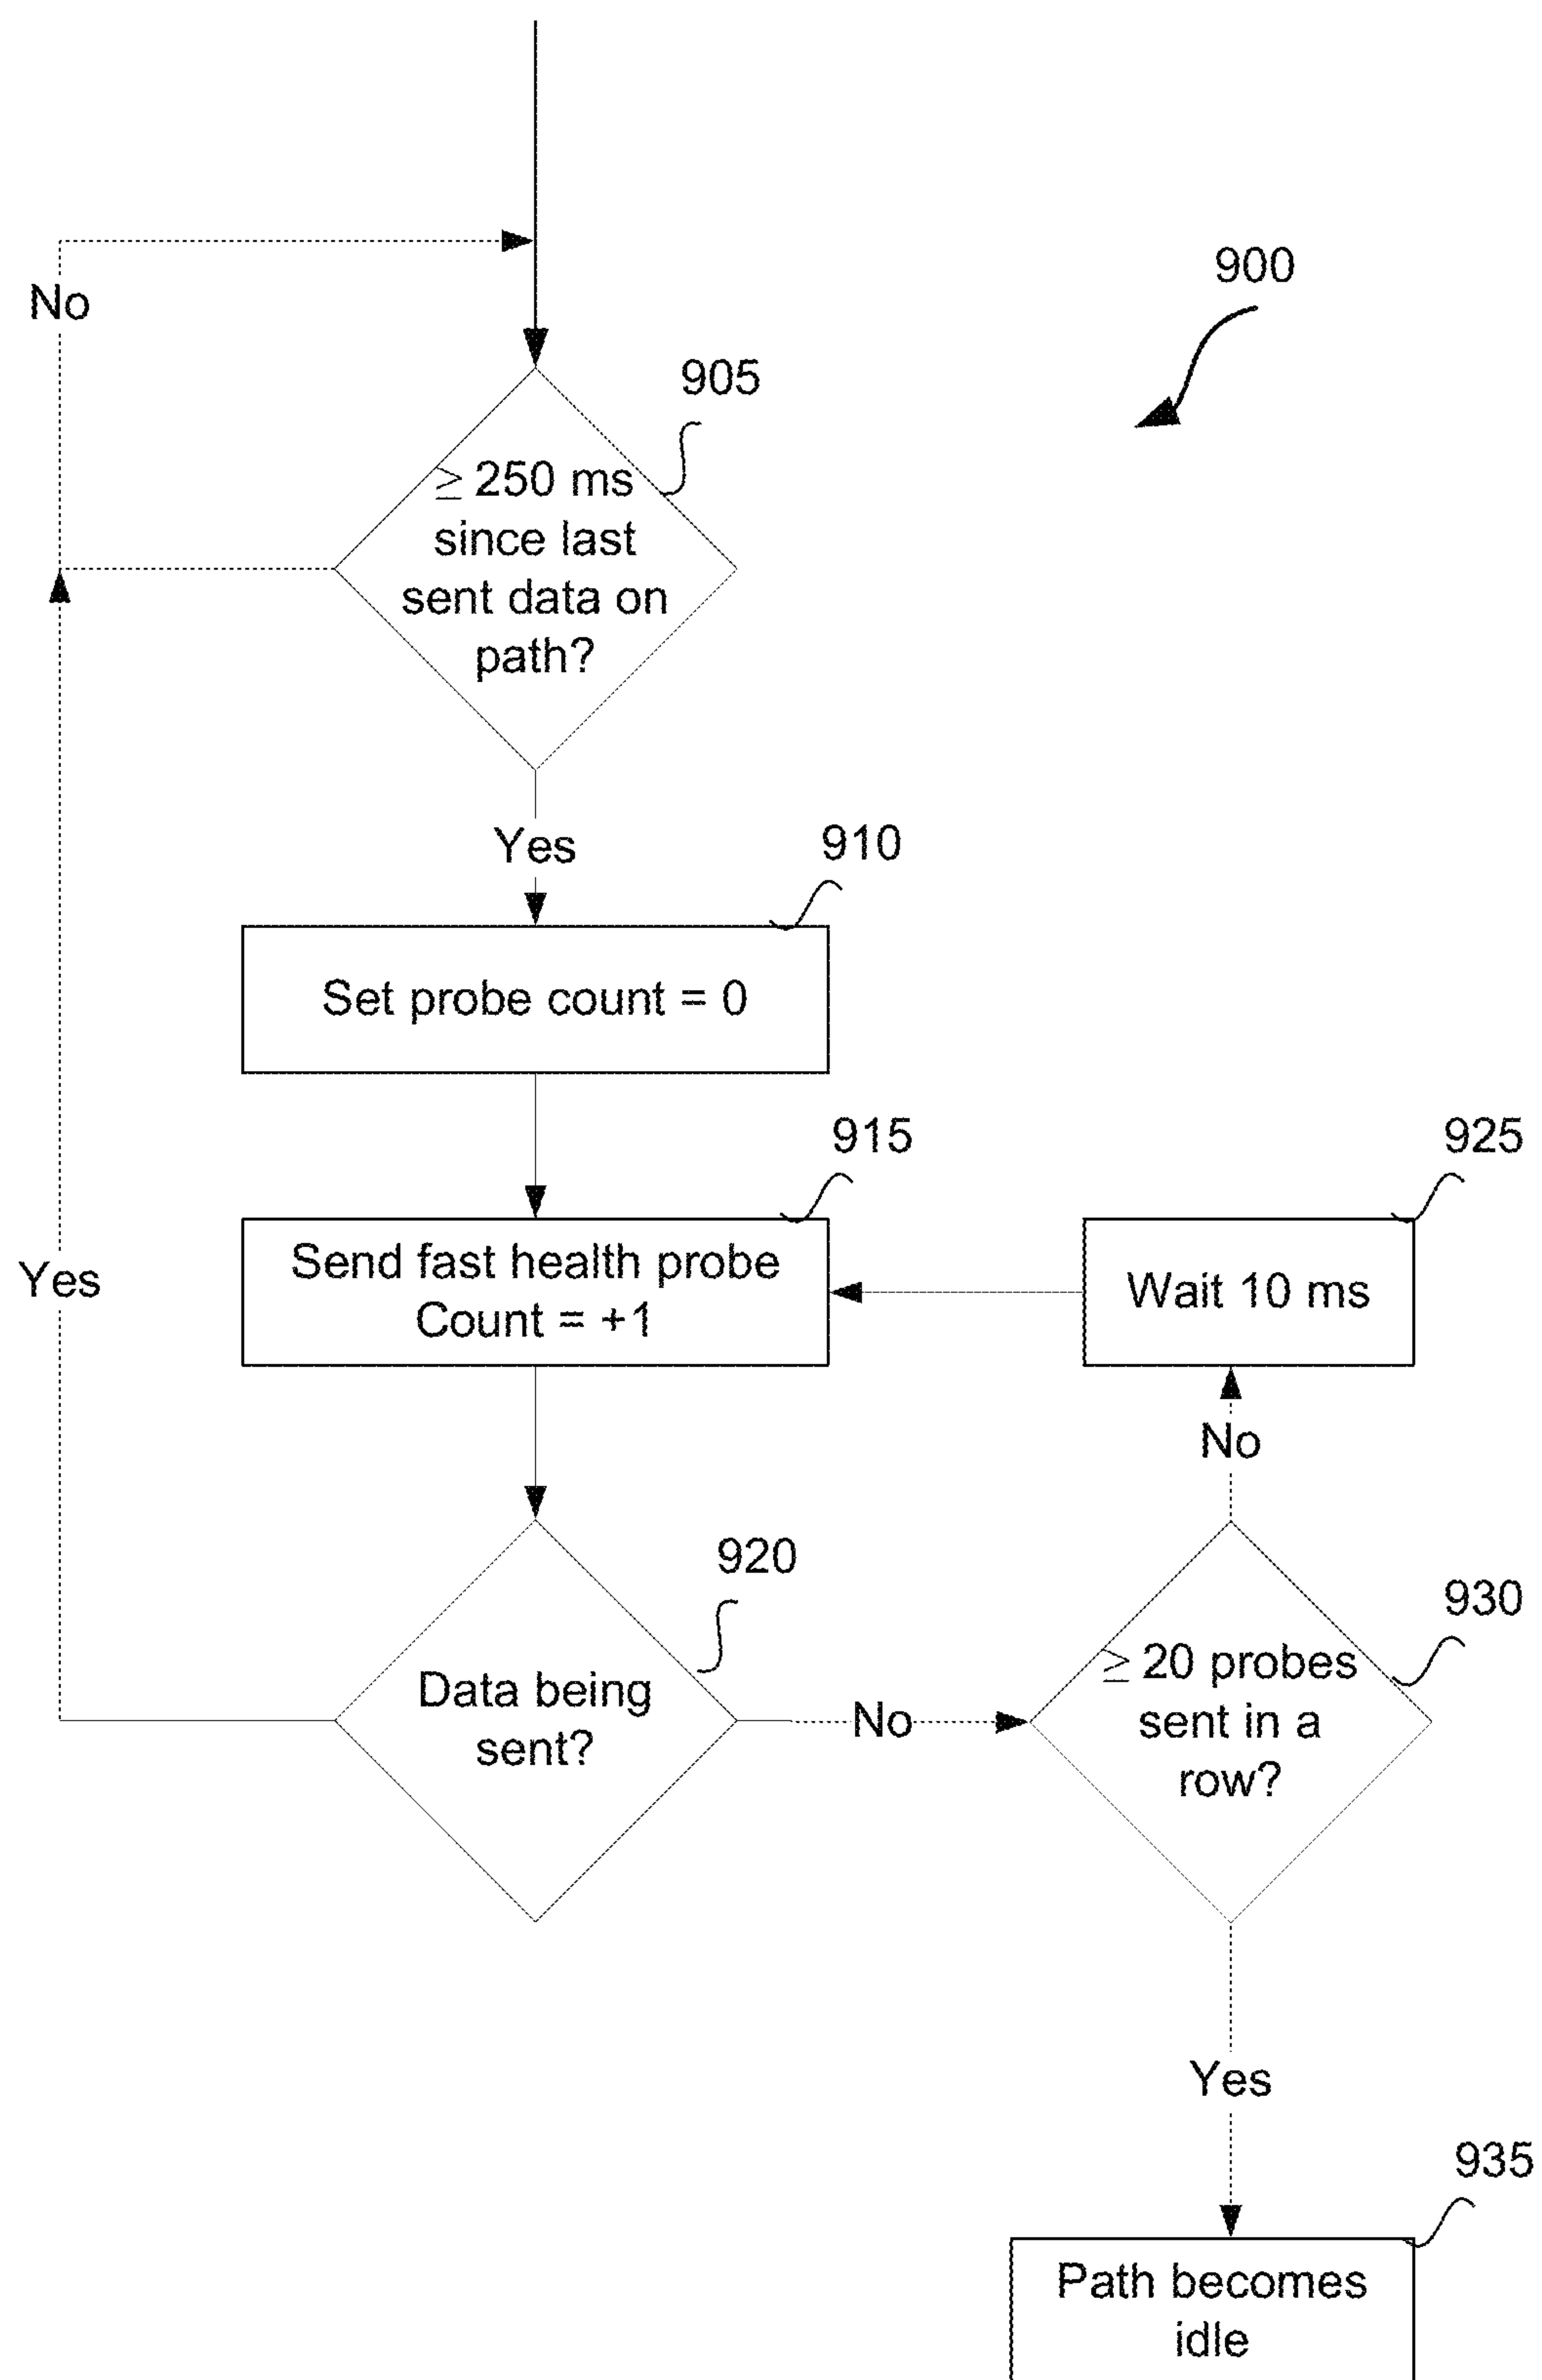 No
900
905
≥ 250 ms
since last
sent data on
path?
Yes
910
Set probe count = 0
915
925
Send fast health probe
Count = +1
Wait 10 ms
Yes
No
920
930
Data being
sent?
No
≥ 20 probes
sent in a
row?
Yes
935
Path becomes
idle